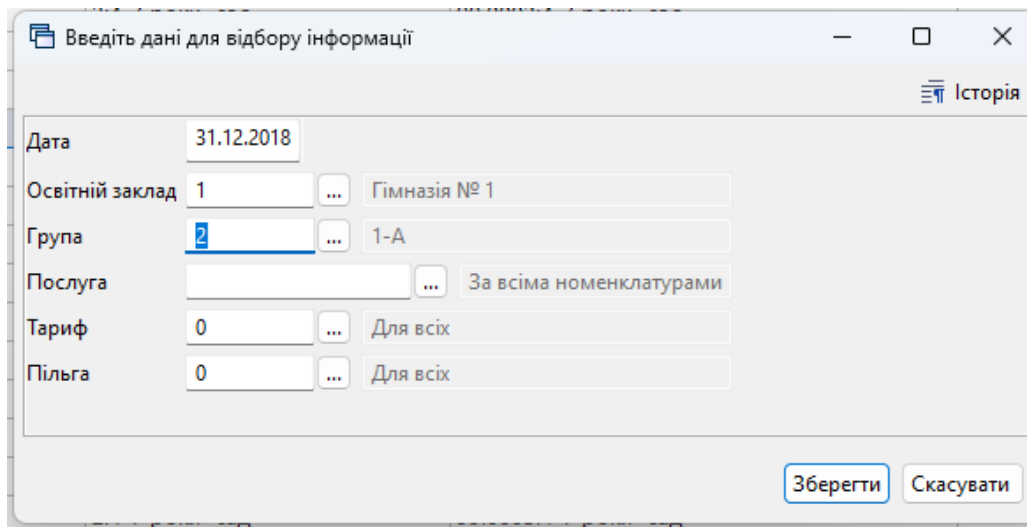 Введіть дані для відбору інформації
Історія
Дата 31.12.2018
Освітній заклад 1 ... Гімназія № 1
Група 2 ... 1-А
Послуга ... За всіма номенклатурами
Тариф 0 ... Для всіх
Пільга 0 ... Для всіх
Зберегти Скасувати